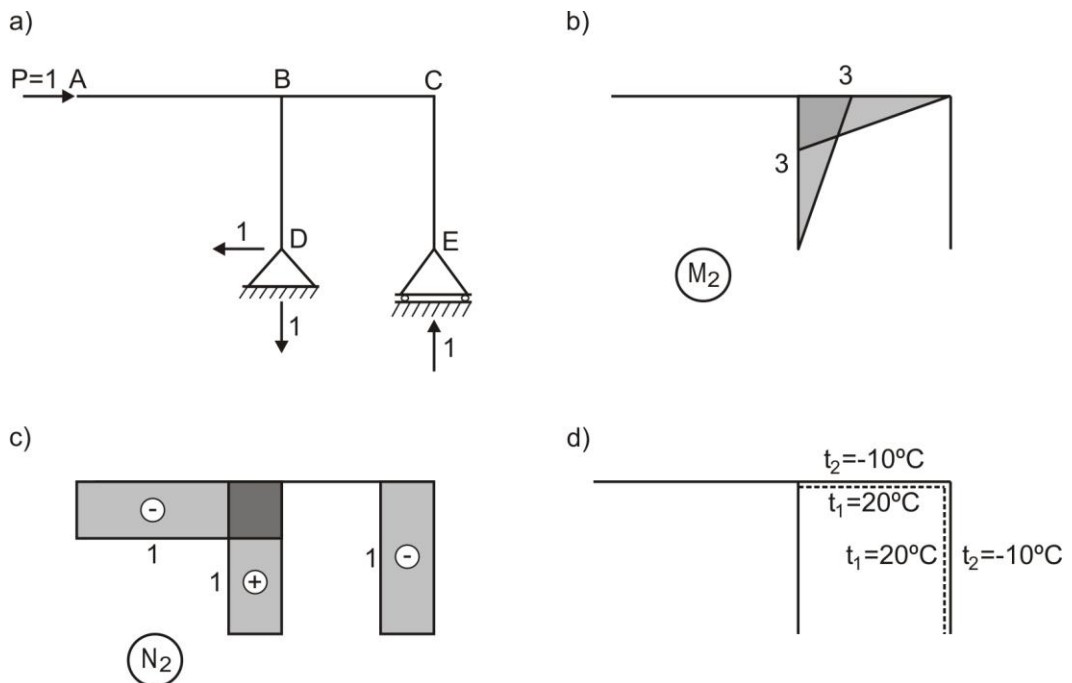 a)
P=1 A B C
1 D E
1
1
b)
3
3
M₂
c)
-
1
1 +
1 -
N₂
d)
t₂=-10ºC
t₁=20ºC
t₁=20ºC t₂=-10ºC